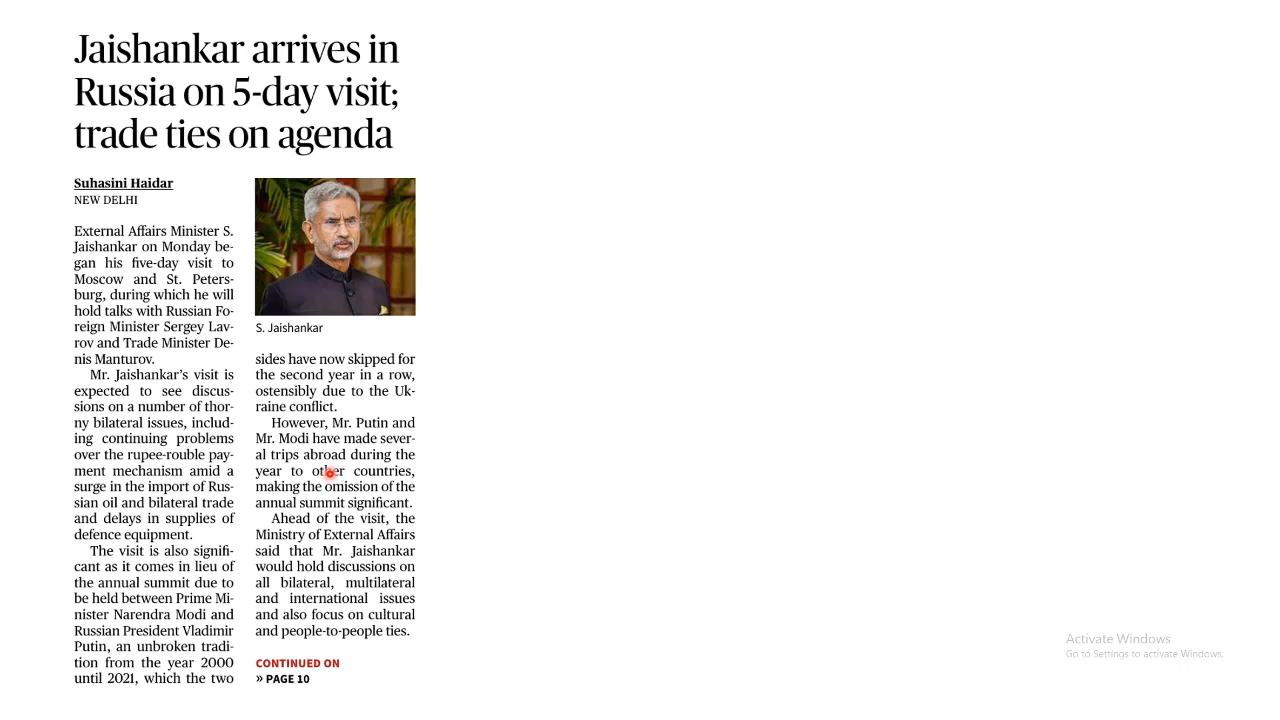 Jaishankar arrives in
Russia on 5-day visit;
trade ties on agenda
Suhasini Haidar
NEW DELHI
External Affairs Minister S.
Jaishankar on Monday be-
gan his five-day visit to
Moscow and St. Peters-
burg, during which he will
hold talks with Russian Fo-
reign Minister Sergey Lav-
rov and Trade Minister De-
nis Manturov.
Mr. Jaishankar's visit is
expected to see discus-
sions on a number of thor-
ny bilateral issues, includ-
ing continuing problems
over the rupee-rouble pay-
ment mechanism amid a
surge in the import of Rus-
sian oil and bilateral trade
and delays in supplies of
defence equipment.
The visit is also signifi-
cant as it comes in lieu of
the annual summit due to
be held between Prime Mi-
nister Narendra Modi and
Russian President Vladimir
Putin, an unbroken tradi-
tion from the year 2000
until 2021, which the two
S. Jaishankar
sides have now skipped for
the second year in a row,
ostensibly due to the Uk-
raine conflict.
However, Mr. Putin and
Mr. Modi have made sever-
al trips abroad during the
year to other countries,
making the omission of the
annual summit significant.
Ahead of the visit, the
Ministry of External Affairs
said that Mr. Jaishankar
would hold discussions on
all bilateral, multilateral
and international issues
and also focus on cultural
and people-to-people ties.
CONTINUED ON
» PAGE 10
Activate Windows
Go to Settings to activate Windows.